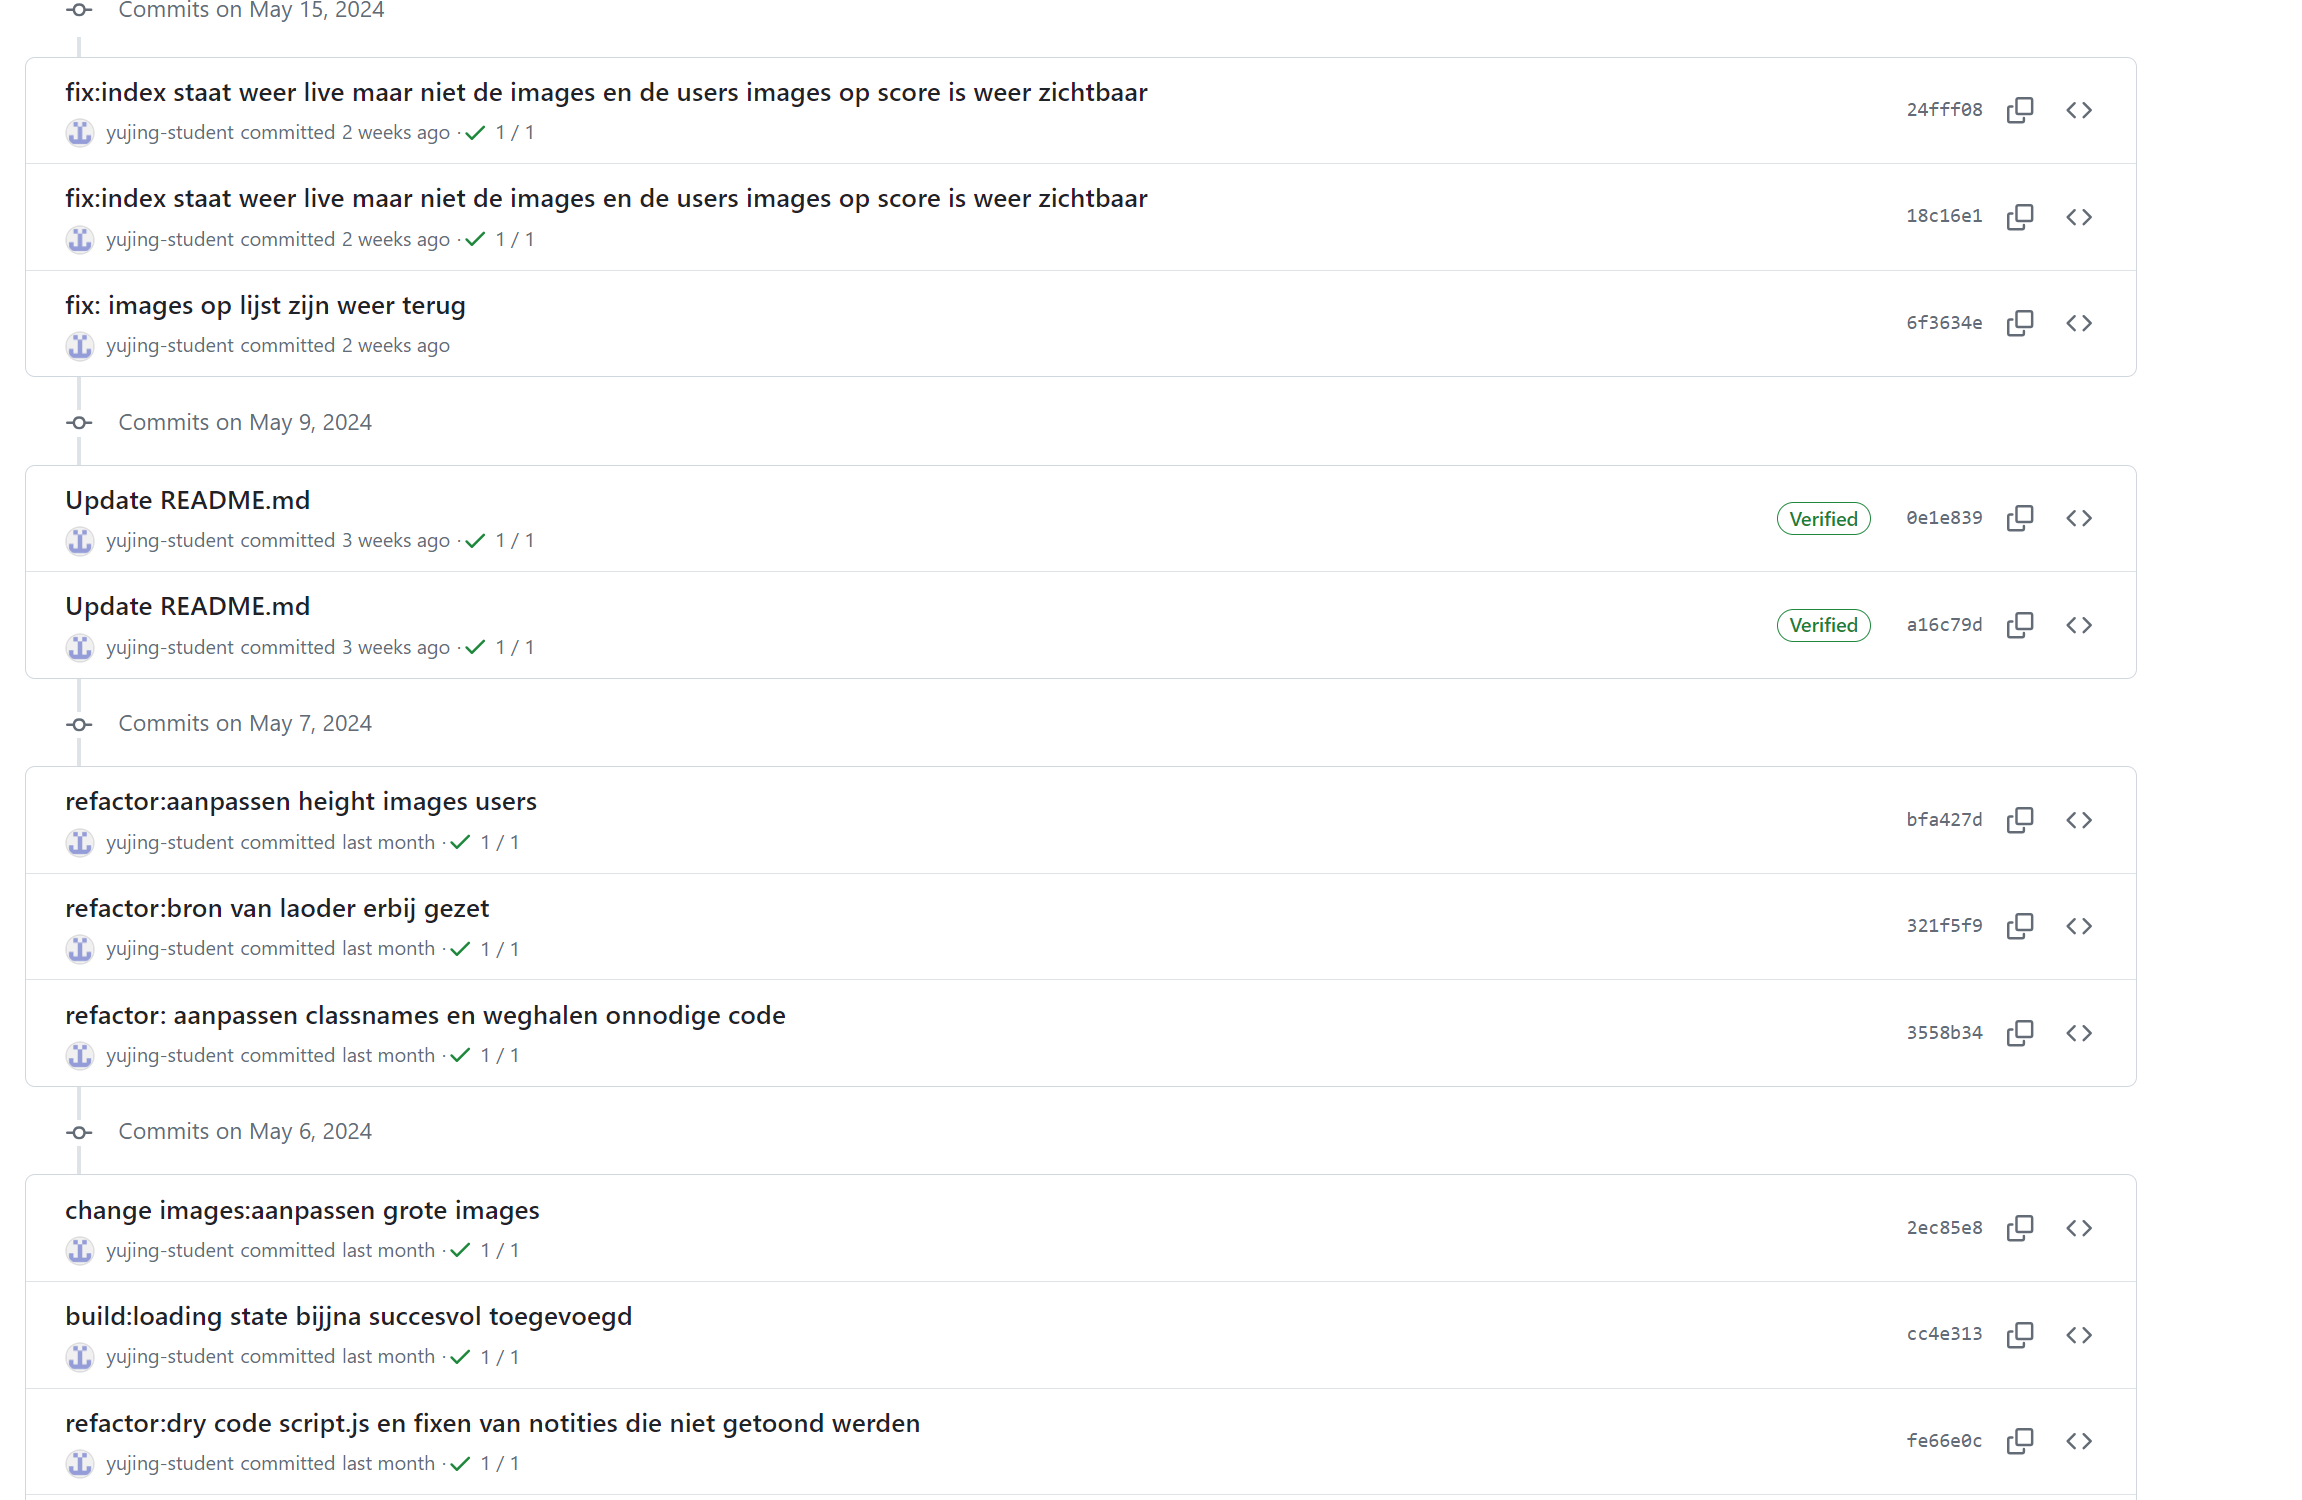 Commits on May 15, 2024
fix:index staat weer live maar niet de images en de users images op score is weer zichtbaar
24fff08
yujing-student committed 2 weeks ago · 1 / 1
fix:index staat weer live maar niet de images en de users images op score is weer zichtbaar
18c16e1
yujing-student committed 2 weeks ago · 1 / 1
fix: images op lijst zijn weer terug
6f3634e
yujing-student committed 2 weeks ago
Commits on May 9, 2024
Update README.md
Verified 0e1e839
yujing-student committed 3 weeks ago · 1 / 1
Update README.md
Verified a16c79d
yujing-student committed 3 weeks ago · 1 / 1
Commits on May 7, 2024
refactor:aanpassen height images users
bfa427d
yujing-student committed last month · 1 / 1
refactor:bron van laoder erbij gezet
321f5f9
yujing-student committed last month · 1 / 1
refactor: aanpassen classnames en weghalen onnodige code
3558b34
yujing-student committed last month · 1 / 1
Commits on May 6, 2024
change images:aanpassen grote images
2ec85e8
yujing-student committed last month · 1 / 1
build:loading state bijjna succesvol toegevoegd
cc4e313
yujing-student committed last month · 1 / 1
refactor:dry code script.js en fixen van notities die niet getoond werden
fe66e0c
yujing-student committed last month · 1 / 1